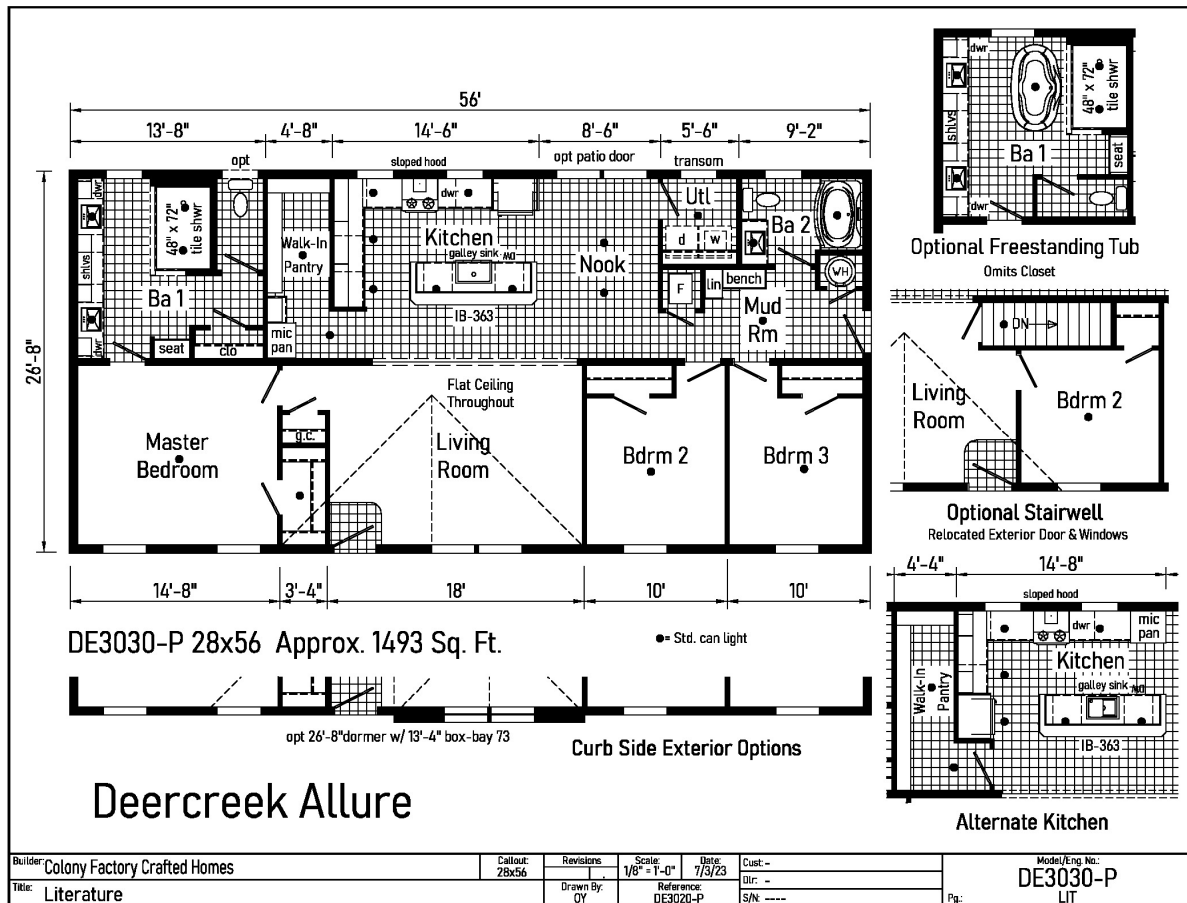 56'
13'-8"
4'-8"
14'-6"
8'-6"
5'-6"
9'-2"
opt
sloped hood
opt patio door
transom
26'-8"
dwr
48" x 72"
tile shwr
shlvs
Ba 1
dwr
seat
clo
Walk-In
Pantry
mic
pan
dwr
Kitchen
galley sink
DW
IB-363
Nook
Utl
d
w
Ba 2
WH
F
lin
bench
Mud
Rm
Master
Bedroom
g.c.
Flat Ceiling
Throughout
Living
Room
Bdrm 2
Bdrm 3
14'-8"
3'-4"
18'
10'
10'
DE3030-P 28x56 Approx. 1493 Sq. Ft.
= Std. can light
opt 26'-8"dormer w/ 13'-4" box-bay 73
Curb Side Exterior Options
Deercreek Allure
dwr
shlvs
48" x 72"
tile shwr
Ba 1
seat
dwr
Optional Freestanding Tub
Omits Closet
DN
Living
Room
Bdrm 2
Optional Stairwell
Relocated Exterior Door & Windows
4'-4"
14'-8"
sloped hood
dwr
mic
pan
Kitchen
galley sink
DW
Walk-In
Pantry
IB-363
Alternate Kitchen
Builder: Colony Factory Crafted Homes
Title: Literature
Callout:
28x56
Revisions
Scale:
1/8" = 1'-0"
Date:
7/3/23
Drawn By:
OY
Reference:
DE3020-P
Cust: -
Dlr: -
S/N: ----
Model/Eng. No.:
DE3030-P
Pg.:
LIT